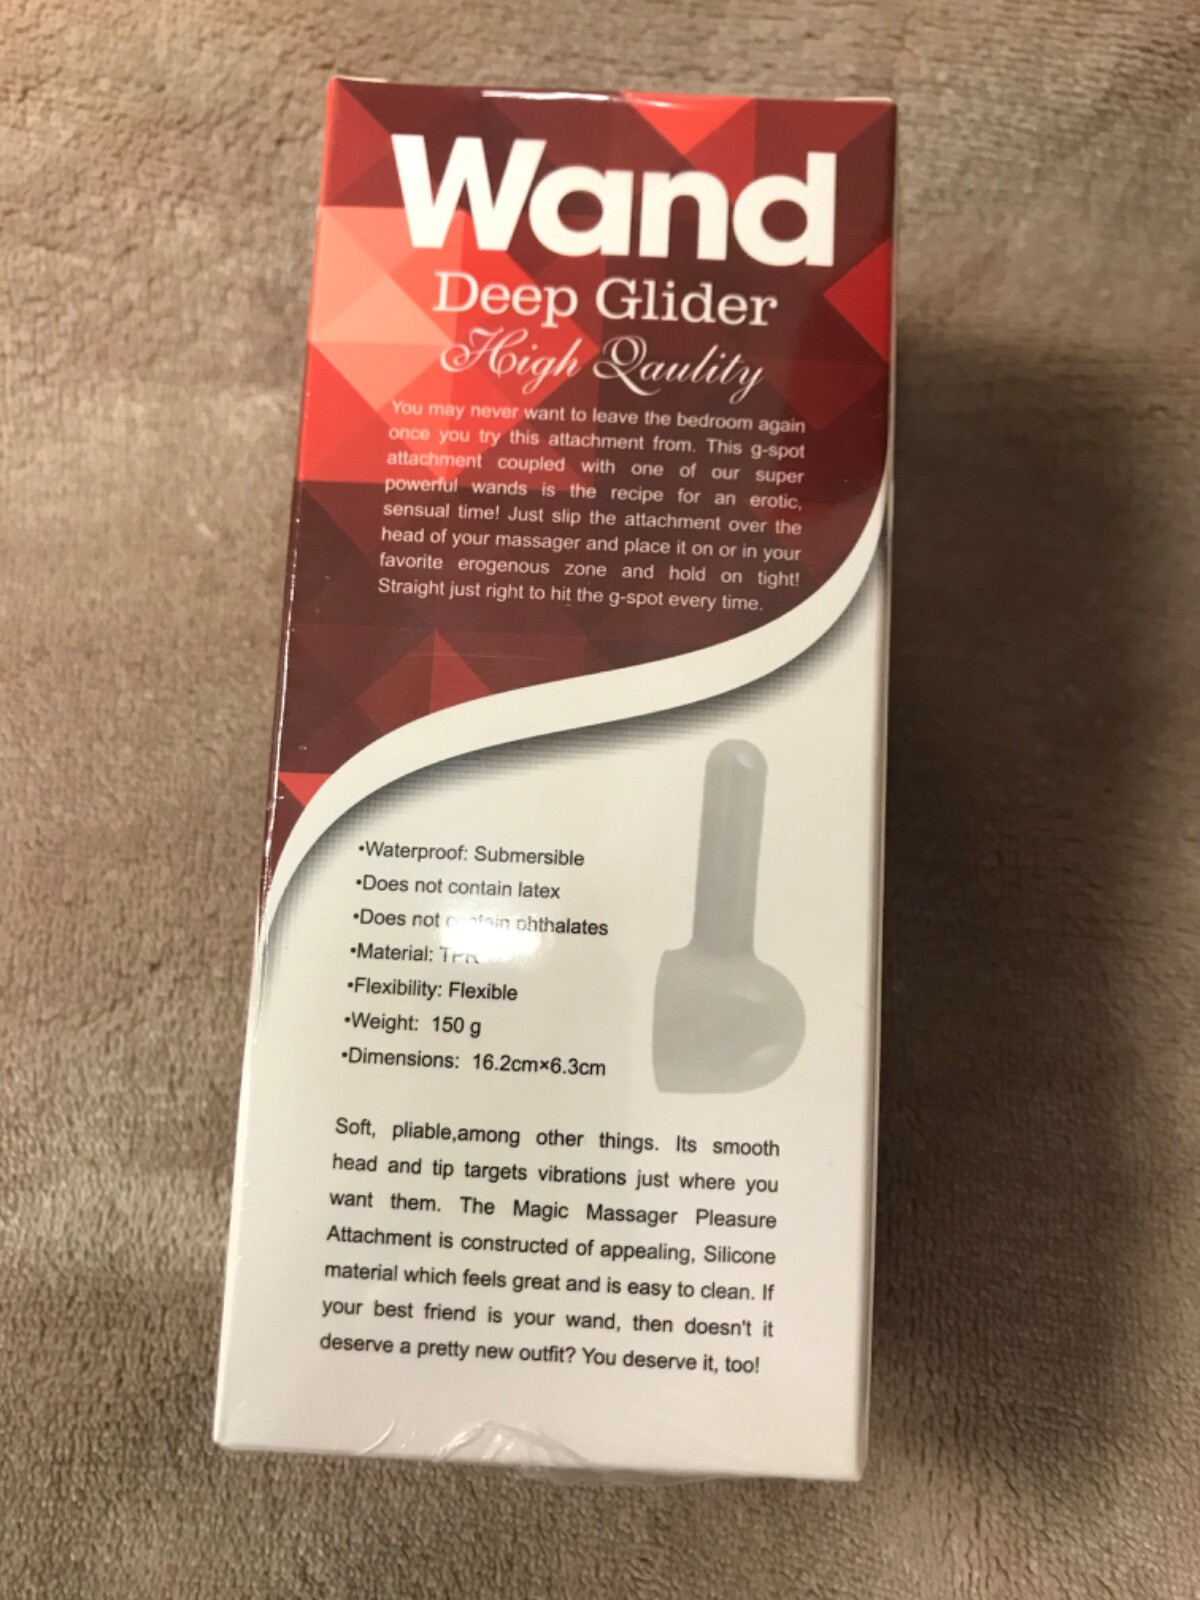 Wand
Deep Glider
High Qaulity
You may never want to leave the bedroom again
once you try this attachment from. This g-spot
attachment coupled with one of our super
powerful wands is the recipe for an erotic,
sensual time! Just slip the attachment over the
head of your massager and place it on or in your
favorite erogenous zone and hold on tight!
Straight just right to hit the g-spot every time.
•Waterproof: Submersible
•Does not contain latex
•Does not contain phthalates
•Material: TPR
•Flexibility: Flexible
•Weight: 150 g
•Dimensions: 16.2cm×6.3cm
Soft, pliable,among other things. Its smooth
head and tip targets vibrations just where you
want them. The Magic Massager Pleasure
Attachment is constructed of appealing, Silicone
material which feels great and is easy to clean. If
your best friend is your wand, then doesn't it
deserve a pretty new outfit? You deserve it, too!